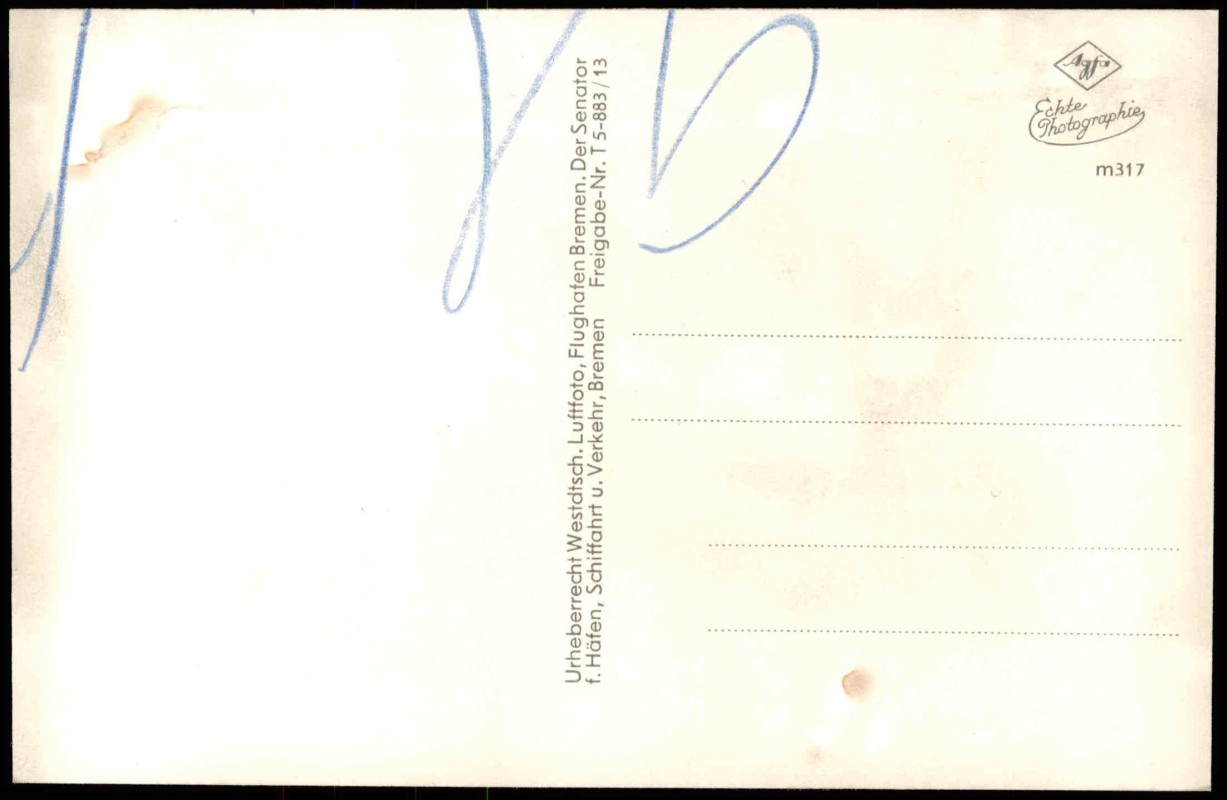 Urheberrecht Westdtsch. Luftfoto, Flughafen Bremen. Der Senator
f. Häfen, Schiffahrt u. Verkehr, Bremen Freigabe-Nr. T 5-883/13
Agfa
Echte
Photographie
m317